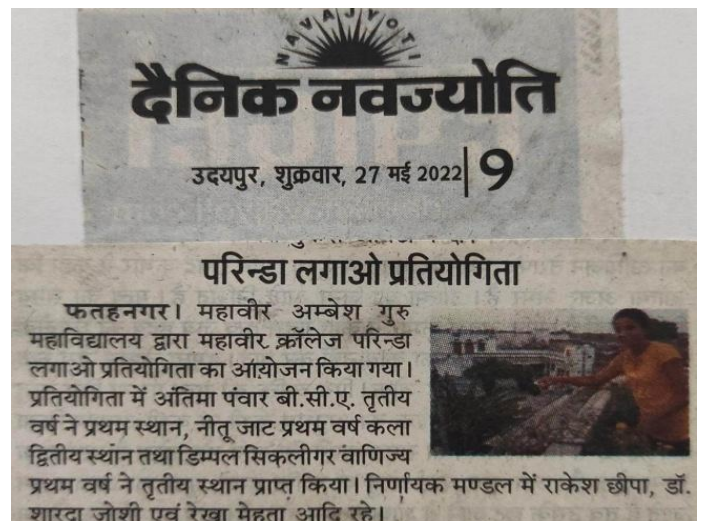 NAVAJYOTI
दैनिक नवज्योति
उदयपुर, शुक्रवार, 27 मई 2022 | 9
परिन्डा लगाओ प्रतियोगिता
फतहनगर। महावीर अम्बेश गुरु
महाविद्यालय द्वारा महावीर क्रॉलेज परिन्डा
लगाओ प्रतियोगिता का आयोजन किया गया।
प्रतियोगिता में अंतिमा पंवार बी.सी.ए. तृतीय
वर्ष ने प्रथम स्थान, नीतू जाट प्रथम वर्ष कला
द्वितीय स्थान तथा डिम्पल सिकलीगर वाणिज्य
प्रथम वर्ष ने तृतीय स्थान प्राप्त किया। निर्णायक मण्डल में राकेश छीपा, डॉ.
शारदा जोशी एवं रेखा मेहता आदि रहे।